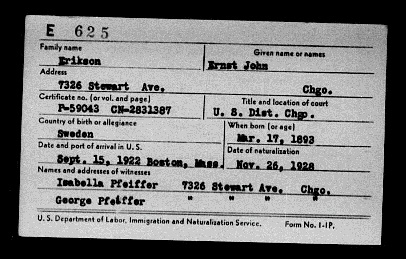 E 625
Family name
Given name or names
Erikson
Ernst John
Address
7326 Stewart Ave. Chgo.
Certificate no. (or vol. and page)
Title and location of court
P-59043 CN-2831387
U. S. Dist. Chgo.
Country of birth or allegiance
When born (or age)
Sweden
Mar. 17, 1893
Date and port of arrival in U. S.
Date of naturalization
Sept. 15, 1922 Boston, Mass.
Nov. 26, 1928
Names and addresses of witnesses
Isabella Pfeiffer 7326 Stewart Ave. Chgo.
George Pfeiffer " " " "
U. S. Department of Labor, Immigration and Naturalization Service. Form No. I-IP.